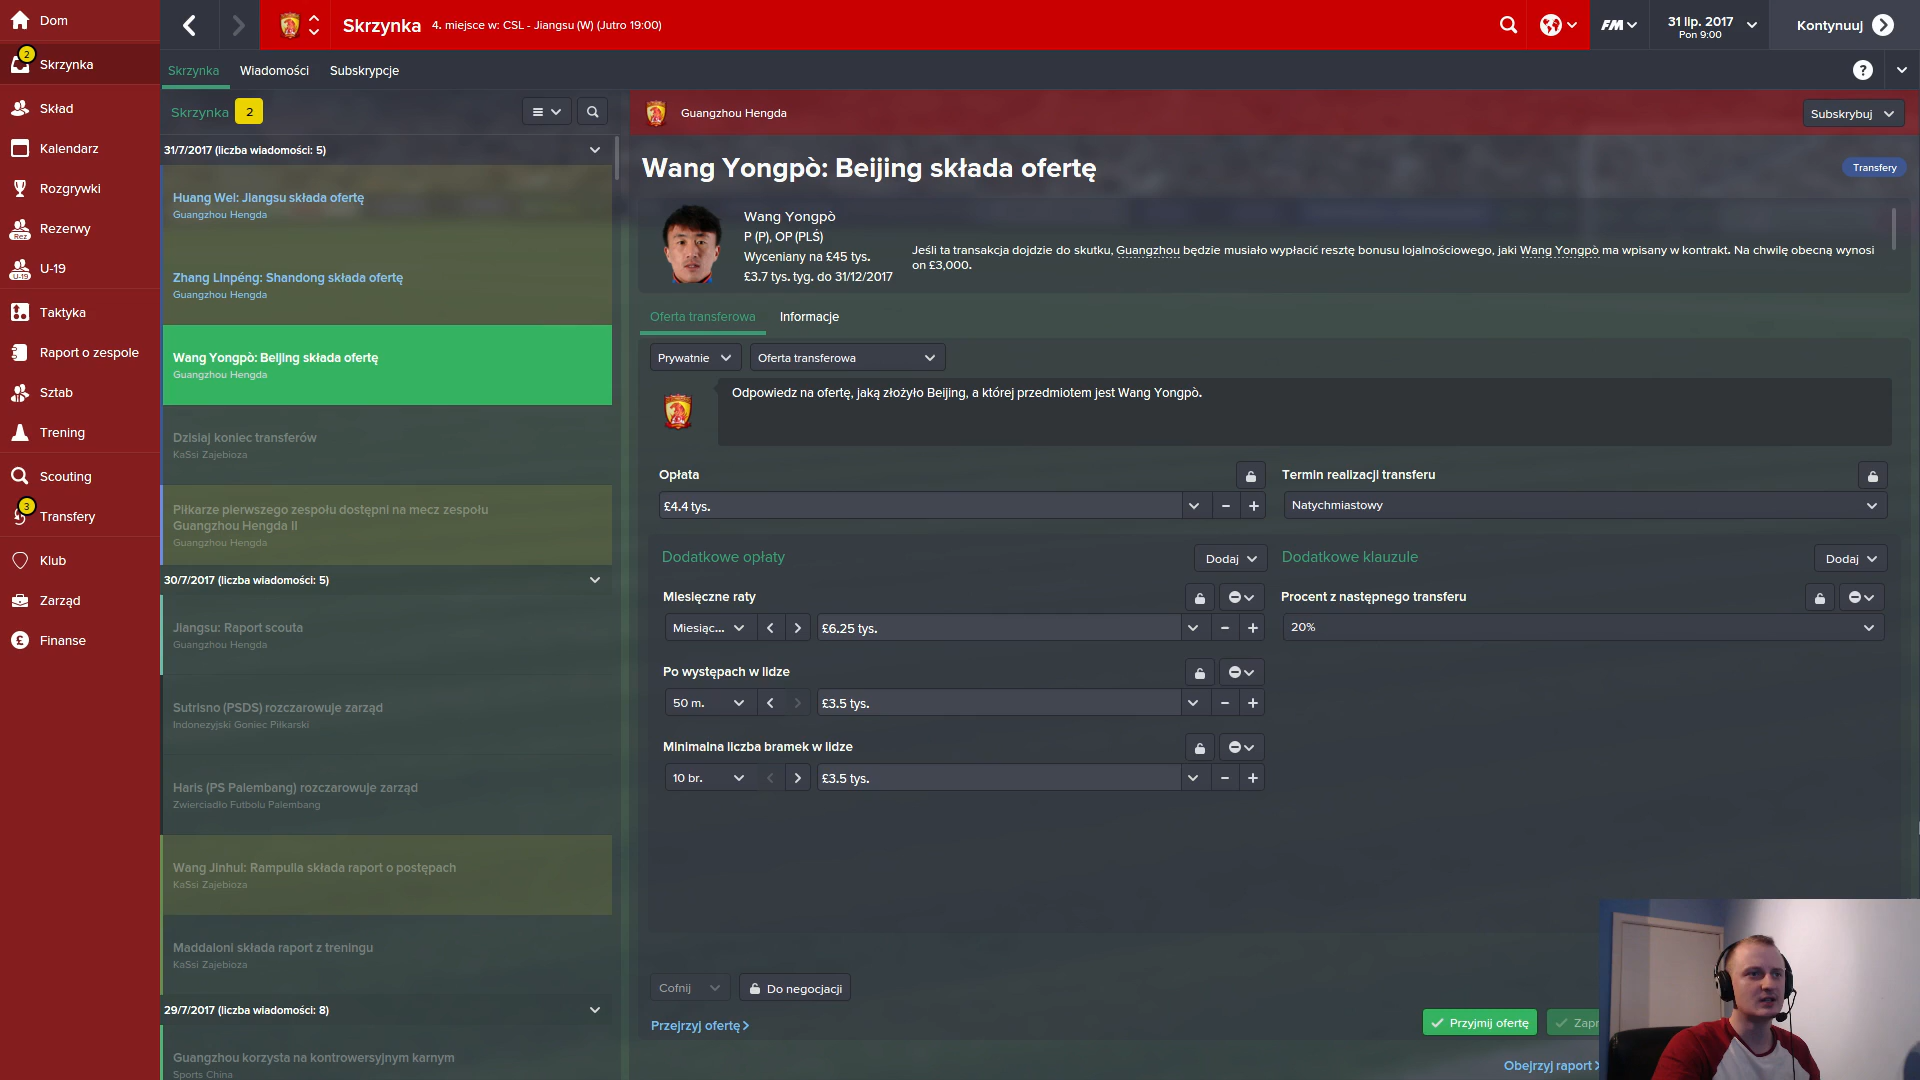 Dom
2
Skrzynka
Skład
Kalendarz
Rozgrywki
Rez
Rezerwy
U-19
U-19
Taktyka
Raport o zespole
Sztab
Trening
Scouting
3
Transfery
Klub
Zarząd
Finanse
Skrzynka
4. miejsce w: CSL - Jiangsu (W) (Jutro 19:00)
FM
31 lip. 2017
Pon 9:00
Kontynuuj
Skrzynka
Wiadomości
Subskrypcje
?
Skrzynka
2
31/7/2017 (liczba wiadomości: 5)
Huang Wei: Jiangsu składa ofertę
Guangzhou Hengda
Zhang Linpéng: Shandong składa ofertę
Guangzhou Hengda
Wang Yongpò: Beijing składa ofertę
Guangzhou Hengda
Dzisiaj koniec transferów
KaSsi Zajebioza
Piłkarze pierwszego zespołu dostępni na mecz zespołu
Guangzhou Hengda II
Guangzhou Hengda
30/7/2017 (liczba wiadomości: 5)
Jiangsu: Raport scouta
Guangzhou Hengda
Sutrisno (PSDS) rozczarowuje zarząd
Indonezyjski Goniec Piłkarski
Haris (PS Palembang) rozczarowuje zarząd
Zwierciadło Futbolu Palembang
Wang Jinhui: Rampulla składa raport o postępach
KaSsi Zajebioza
Maddaloni składa raport z treningu
KaSsi Zajebioza
29/7/2017 (liczba wiadomości: 8)
Guangzhou korzysta na kontrowersyjnym karnym
Sports China
Guangzhou Hengda
Subskrybuj
Wang Yongpò: Beijing składa ofertę
Transfery
Wang Yongpò
P (P), OP (PLŚ)
Wyceniany na £45 tys.
£3.7 tys. tyg. do 31/12/2017
Jeśli ta transakcja dojdzie do skutku, Guangzhou będzie musiało wypłacić resztę bonusu lojalnościowego, jaki Wang Yongpò ma wpisany w kontrakt. Na chwilę obecną wynosi
on £3,000.
Oferta transferowa
Informacje
Prywatnie
Oferta transferowa
Odpowiedz na ofertę, jaką złożyło Beijing, a której przedmiotem jest Wang Yongpò.
Opłata
£4.4 tys.
Termin realizacji transferu
Natychmiastowy
Dodatkowe opłaty
Dodaj
Dodatkowe klauzule
Dodaj
Miesięczne raty
Miesiąc...
£6.25 tys.
Procent z następnego transferu
20%
Po występach w lidze
50 m.
£3.5 tys.
Minimalna liczba bramek w lidze
10 br.
£3.5 tys.
Cofnij
Do negocjacji
Przejrzyj ofertę
Przyjmij ofertę
Zapr
Obejrzyj raport